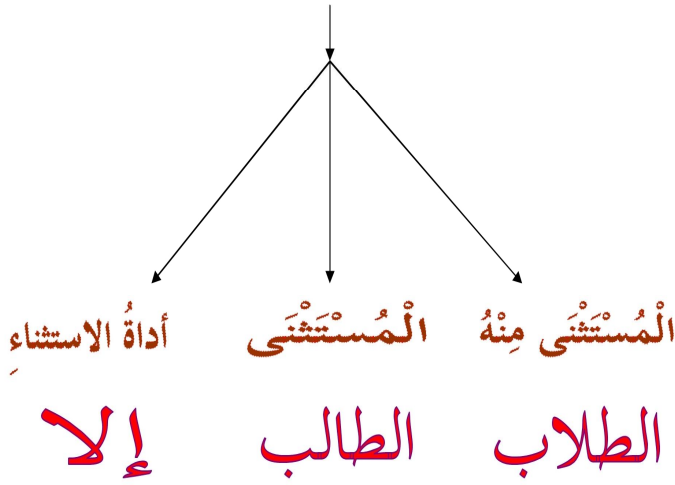 الْمُسْتَثْنَى مِنْهُ الْمُسْتَثْنَى أداةُ الاستثناءِ
الطلاب الطالب إلا